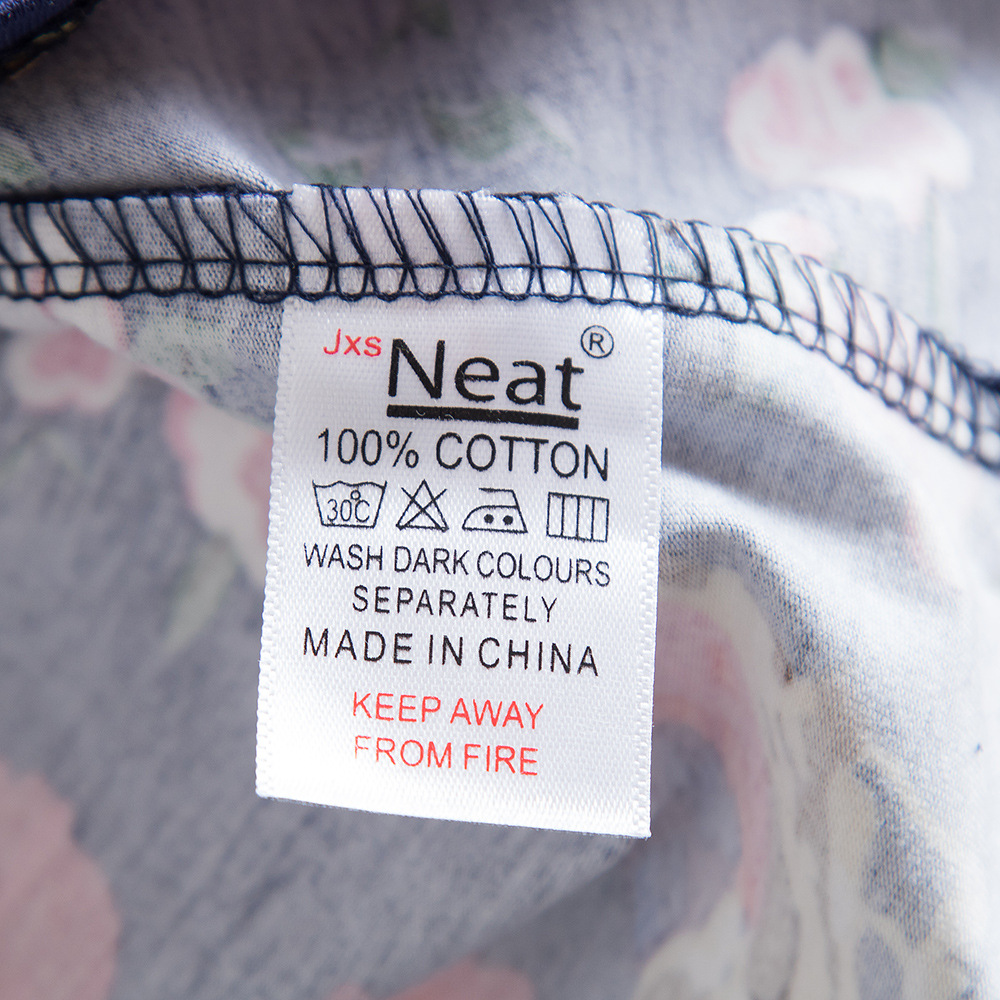 Jxs Neat®
100% COTTON
30°C
WASH DARK COLOURS
SEPARATELY
MADE IN CHINA
KEEP AWAY
FROM FIRE